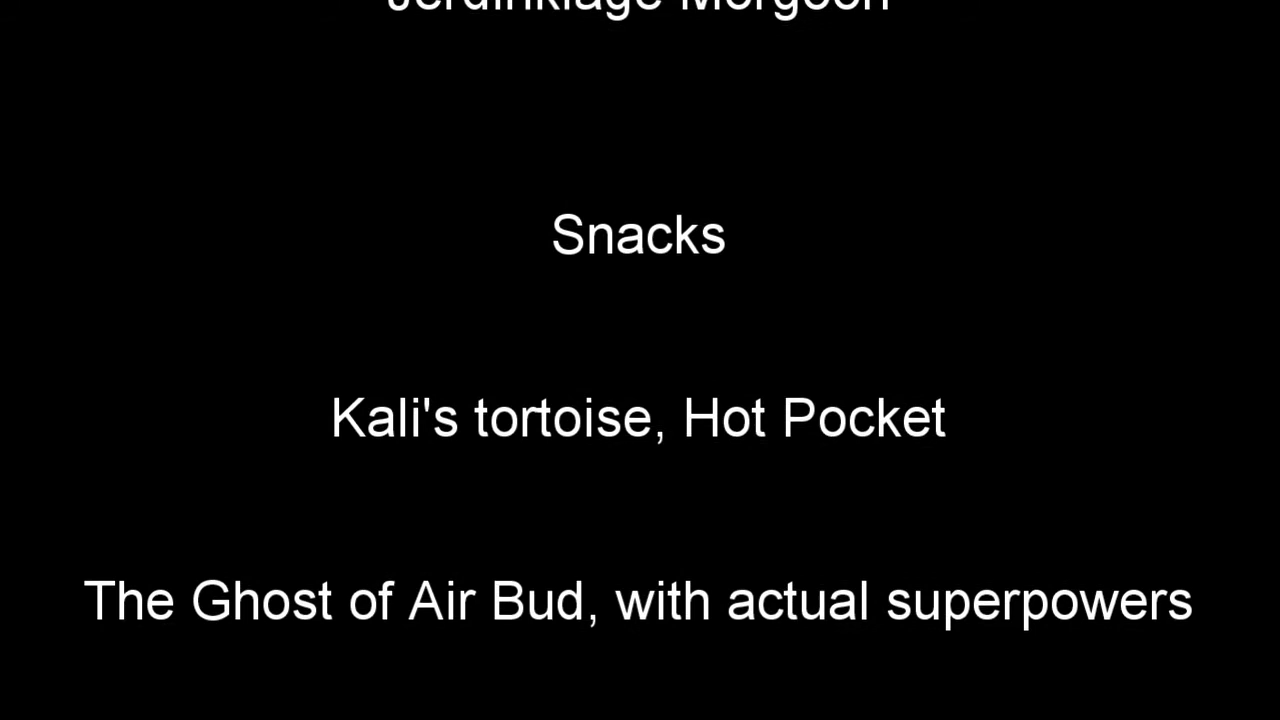 Snacks
Kali's tortoise, Hot Pocket
The Ghost of Air Bud, with actual superpowers